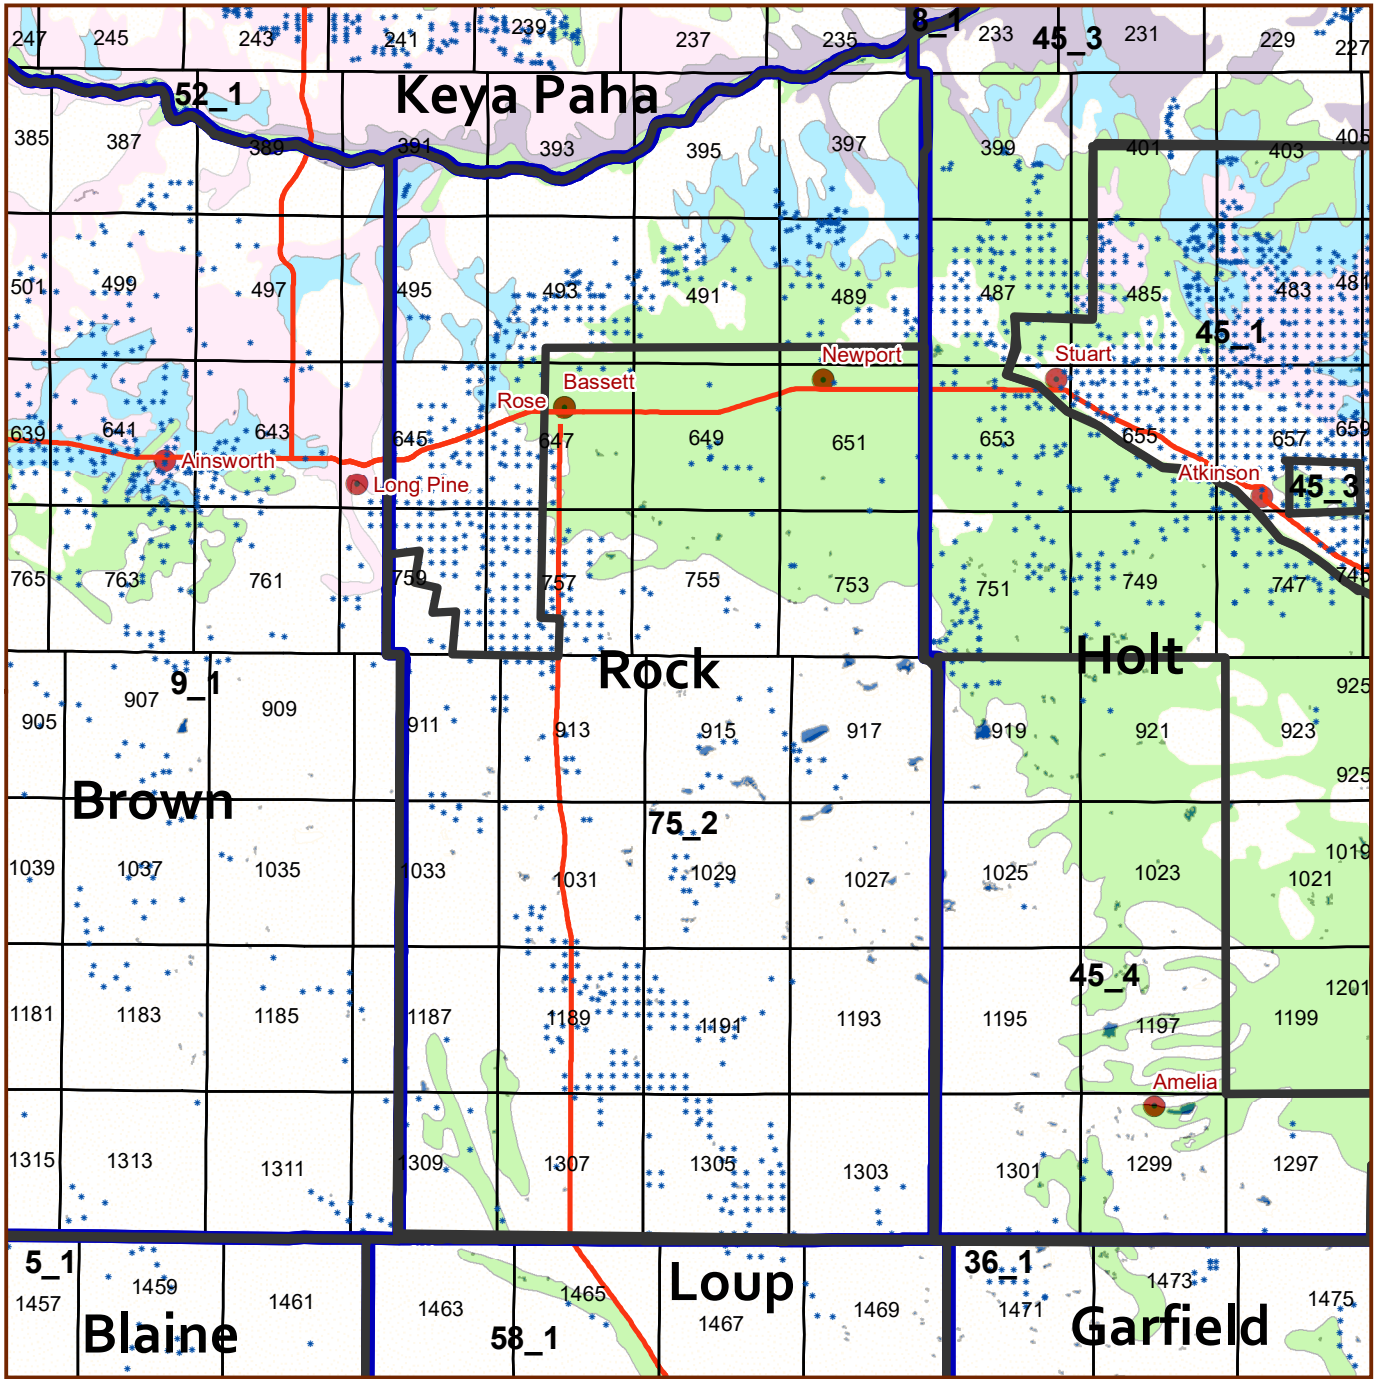 247 245 243 241 239 237 235 8_1 233 45_3 231 229 227
52_1 Keya Paha
385 387 389 391 393 395 397 399 401 403 405
501 499 497 495 493 491 489 487 485 483 481
45_1
Newport Stuart
Bassett
Rose
639 641 643 645 647 649 651 653 655 657 659
Ainsworth Long Pine Atkinson 45_3
765 763 761 759 757 755 753 751 749 747 745
Rock Holt
9_1
905 907 909 911 913 915 917 919 921 923 925
925
Brown 75_2
1039 1037 1035 1033 1031 1029 1027 1025 1023 1021 1019
45_4
1181 1183 1185 1187 1189 1191 1193 1195 1197 1199 1201
Amelia
1315 1313 1311 1309 1307 1305 1303 1301 1299 1297
5_1 36_1
1457 1459 1461 1463 1465 1467 1469 1471 1473 1475
Loup
Blaine 58_1 Garfield